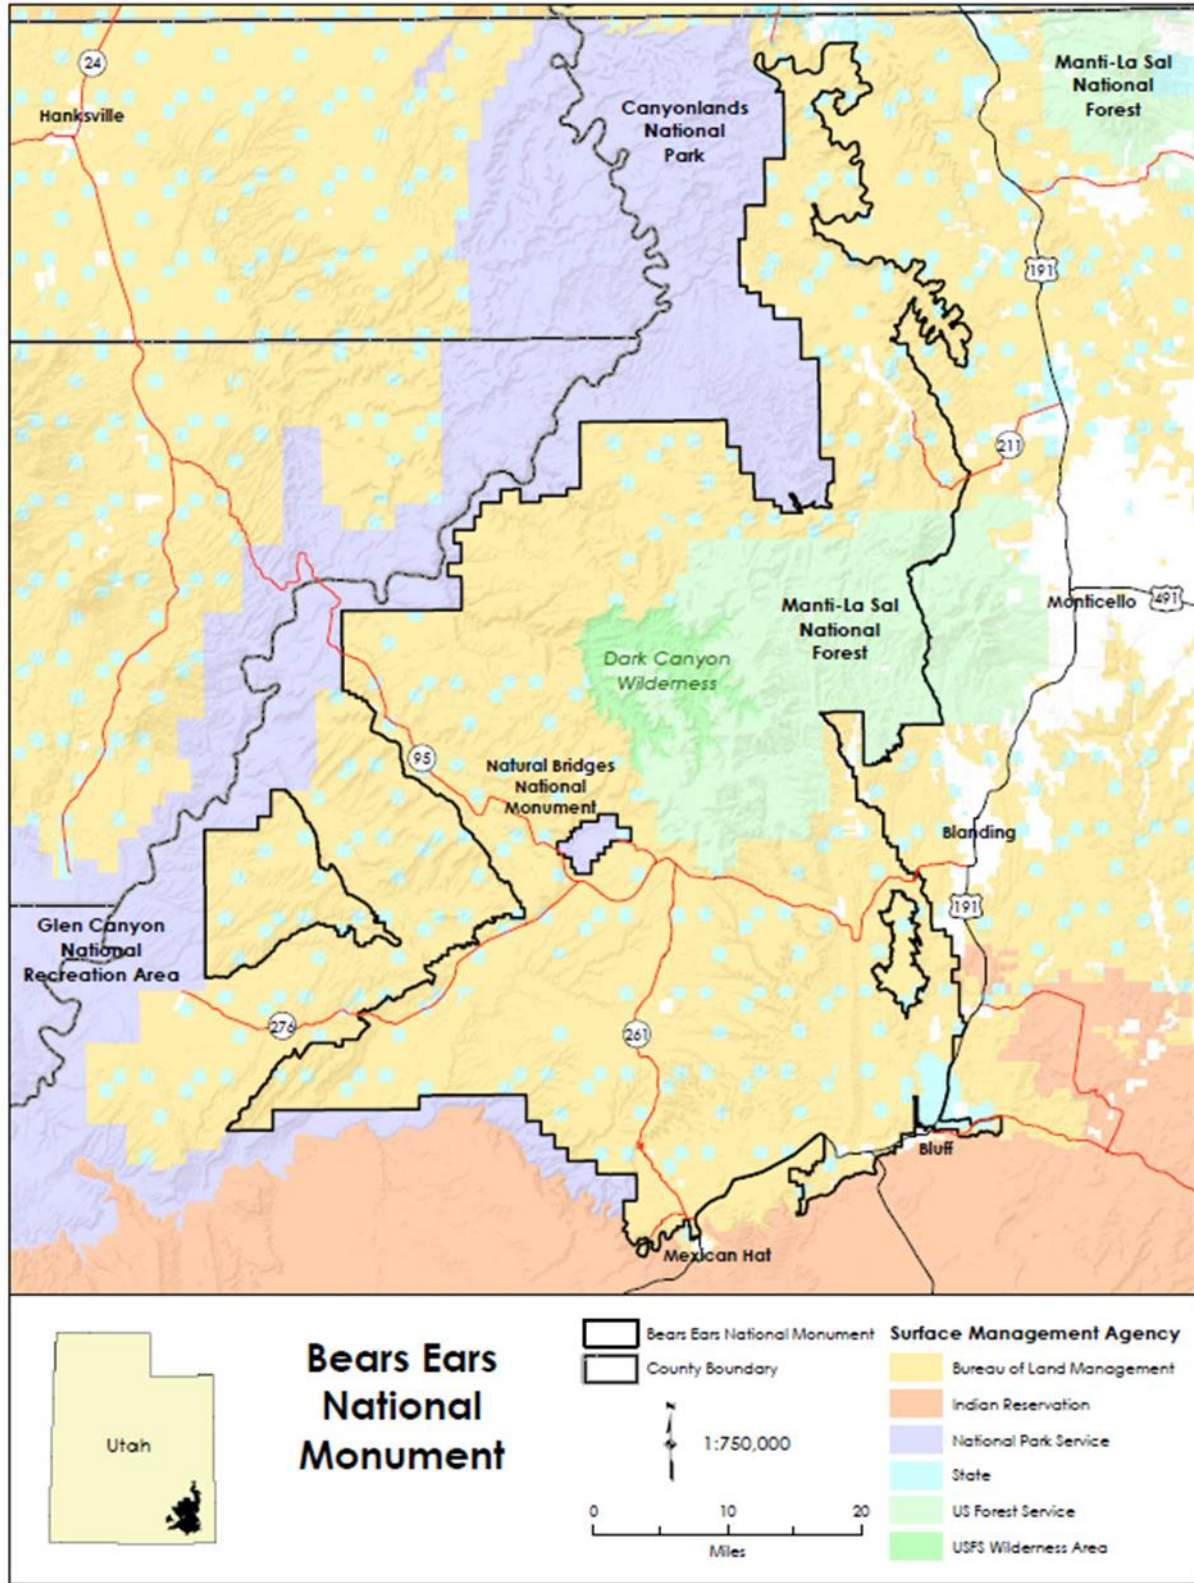 24
Hanksville
Canyonlands
National
Park
Manti-La Sal
National
Forest
191
211
Manti-La Sal
National
Forest
Monticello
491
Dark Canyon
Wilderness
95
Natural Bridges
National
Monument
Blanding
191
Glen Canyon
National
Recreation Area
276
261
Bluff
Mexican Hat
Utah
Bears Ears
National
Monument
Bears Ears National Monument
County Boundary
N
1:750,000
0 10 20
Miles
Surface Management Agency
Bureau of Land Management
Indian Reservation
National Park Service
State
US Forest Service
USFS Wilderness Area